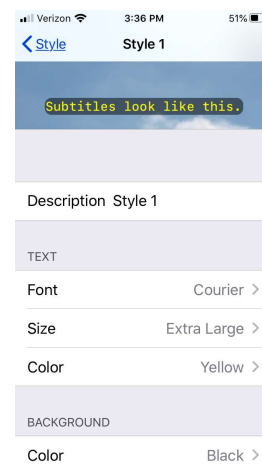 Verizon 3:36 PM 51%
Style Style 1
Subtitles look like this.
Description Style 1
TEXT
Font Courier
Size Extra Large
Color Yellow
BACKGROUND
Color Black